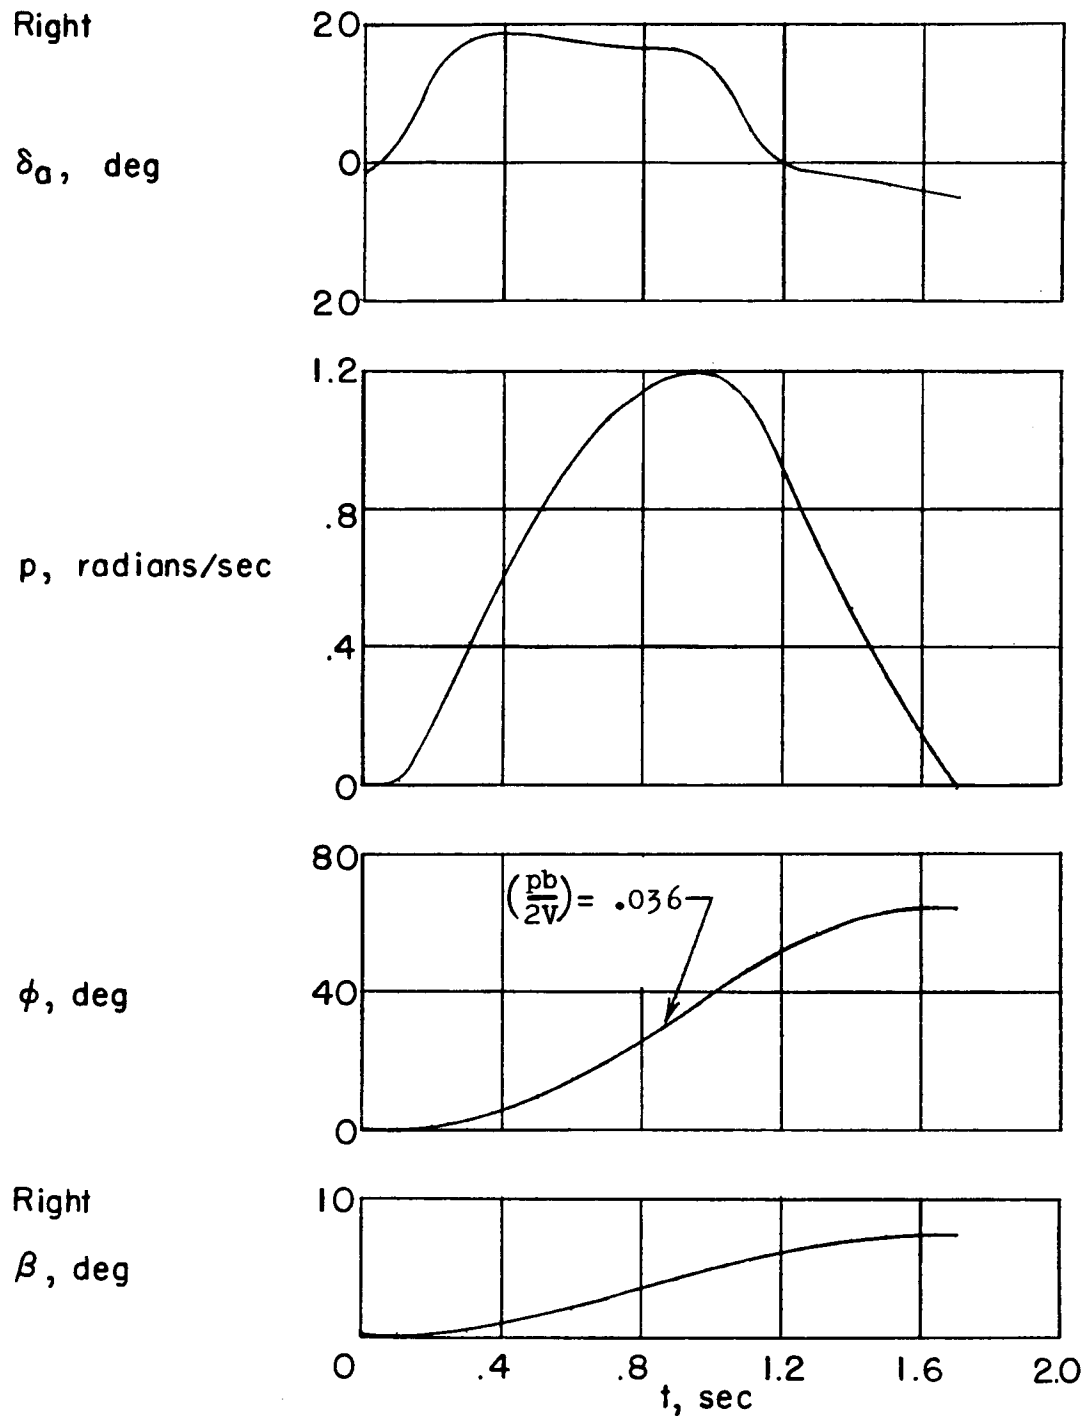 Right
20
δa, deg
0
20
1.2
.8
p, radians/sec
.4
0
80
(pb/2V) = .036
φ, deg
40
0
Right
10
β, deg
0 .4 .8 1.2 1.6 2.0
t, sec